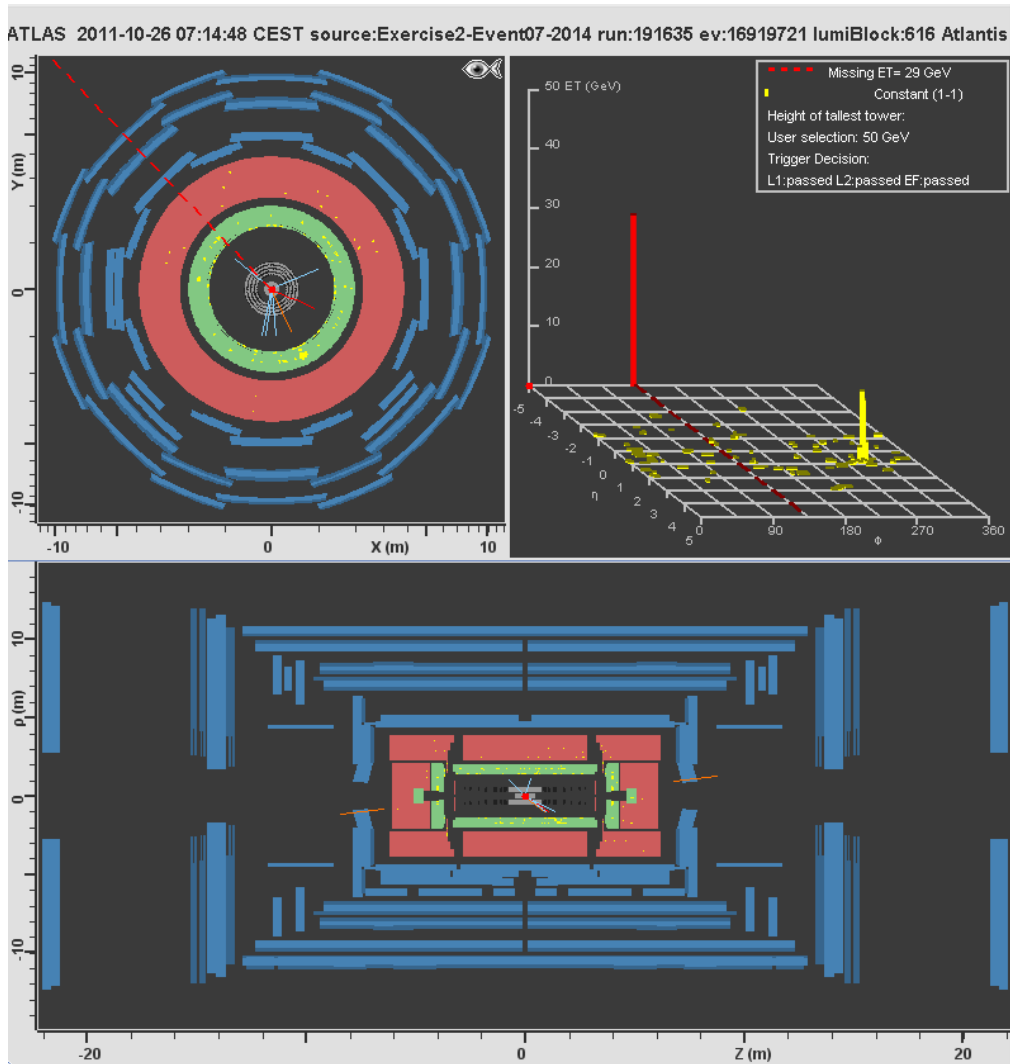 ATLAS 2011-10-26 07:14:48 CEST source:Exercise2-Event07-2014 run:191635 ev:16919721 lumiBlock:616 Atlantis
10
Y (m)
0
-10
-10
0
X (m)
10
50 ET (GeV)
40
30
20
10
0
Missing ET= 29 GeV
Constant (1-1)
Height of tallest tower:
User selection: 50 GeV
Trigger Decision:
L1:passed L2:passed EF:passed
-5
-4
-3
-2
-1
0
η
1
2
3
4
5
0
90
180
270
360
ϕ
10
ρ (m)
0
-10
-20
0
Z (m)
20